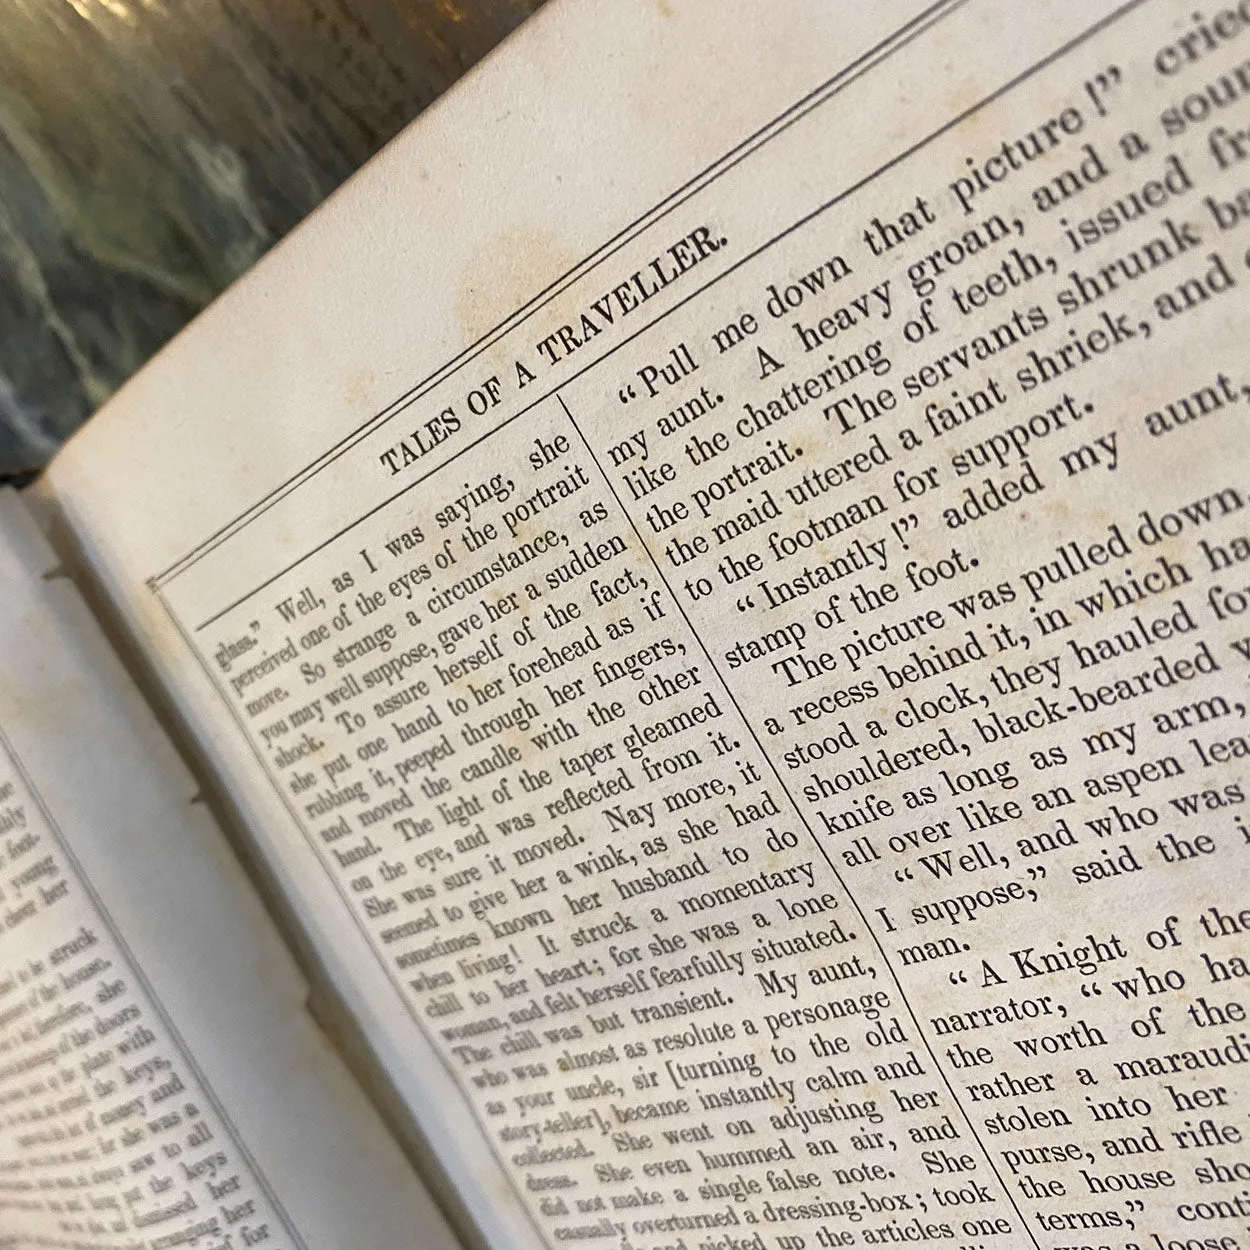 TALES OF A TRAVELLER.
glass.” Well, as I was saying, she
perceived one of the eyes of the portrait
move. So strange a circumstance, as
you may well suppose, gave her a sudden
shock. To assure herself of the fact,
she put one hand to her forehead as if
rubbing it, peeped through her fingers,
and moved the candle with the other
hand. The light of the taper gleamed
on the eye, and was reflected from it.
She was sure it moved. Nay more, it
seemed to give her a wink, as she had
sometimes known her husband to do
when living! It struck a momentary
chill to her heart; for she was a lone
woman, and felt herself fearfully situated.
The chill was but transient. My aunt,
who was almost as resolute a personage
as your uncle, sir [turning to the old
story-teller], became instantly calm and
collected. She went on adjusting her
dress. She even hummed an air, and
did not make a single false note. She
casually overturned a dressing-box; took
picked up the articles one
“Pull me down that picture!” cried
my aunt. A heavy groan, and a soun
like the chattering of teeth, issued fr
the portrait. The servants shrunk ba
the maid uttered a faint shriek, and
to the footman for support.
“Instantly!” added my aunt,
stamp of the foot.
The picture was pulled down,
a recess behind it, in which ha
stood a clock, they hauled fo
shouldered, black-bearded
knife as long as my arm,
all over like an aspen lea
“Well, and who was
I suppose,” said the i
man.
“A Knight of the
narrator, “who ha
the worth of the
rather a maraudi
stolen into her
purse, and rifle
the house sho
terms,” conti
was a loose